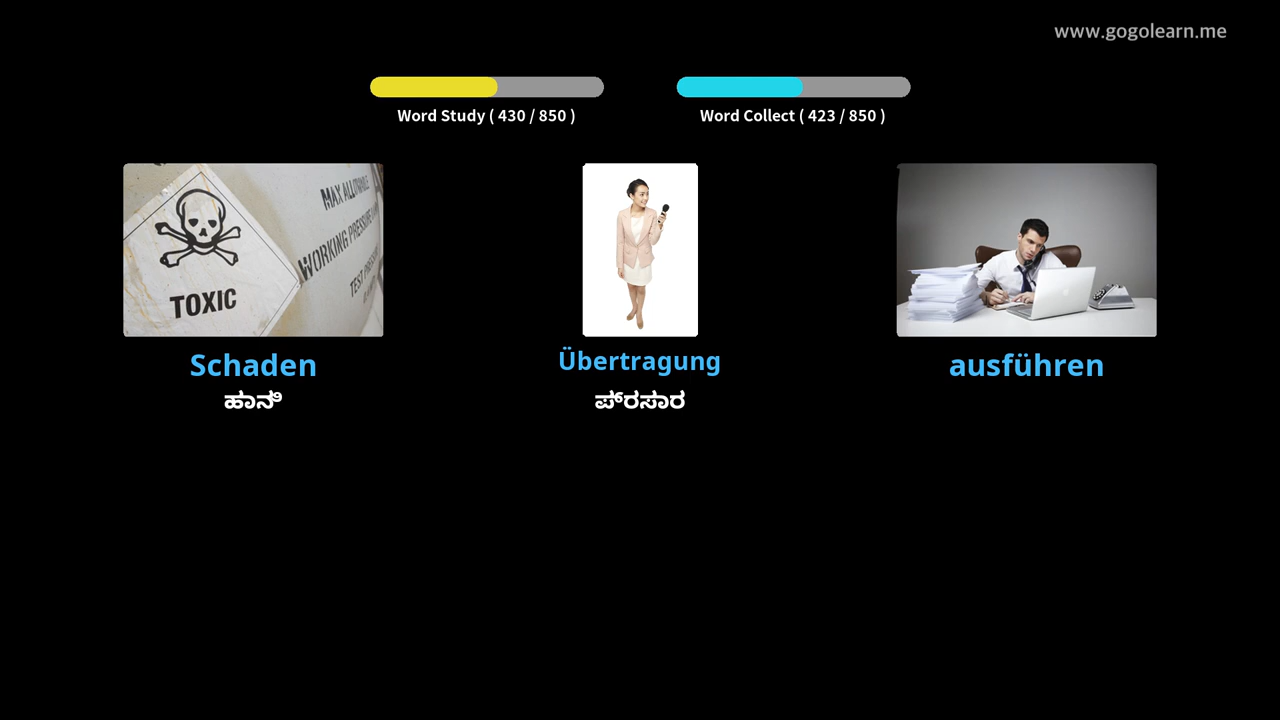 www.gogolearn.me
Word Study ( 430 / 850 )
Word Collect ( 423 / 850 )
TOXIC
MAX ALLOWABLE
WORKING PRESSURE
Schaden
Übertragung
ausführen
ಹಾನಿ
ಪ್ರಸಾರ